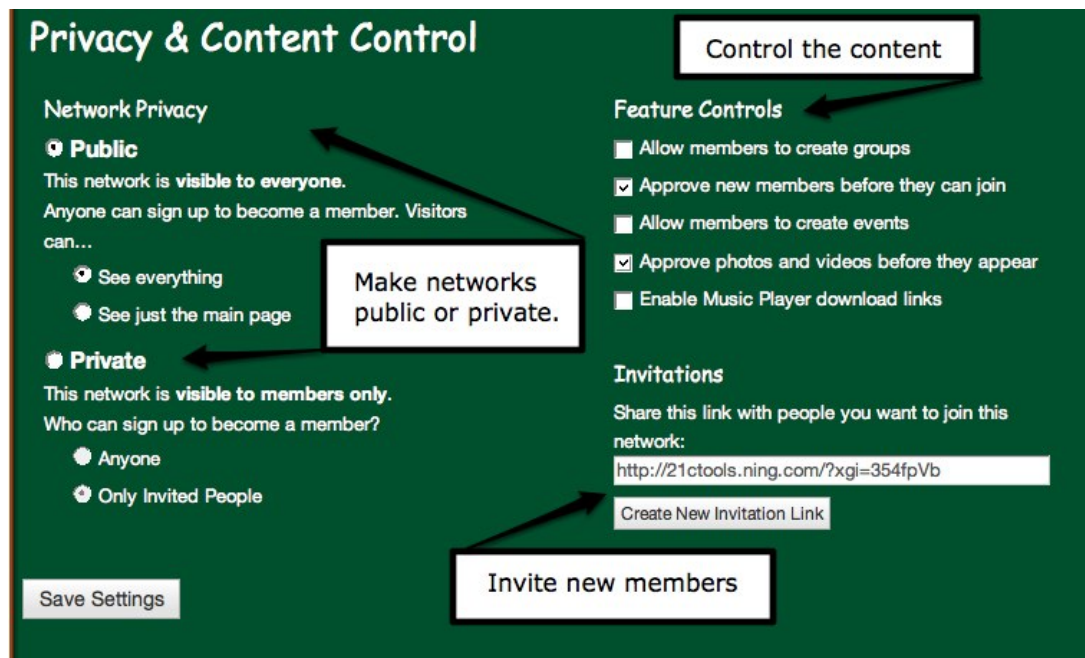 Privacy & Content Control
Control the content
Network Privacy
Public
This network is visible to everyone.
Anyone can sign up to become a member. Visitors
can...
See everything
See just the main page
Make networks
public or private.
Private
This network is visible to members only.
Who can sign up to become a member?
Anyone
Only Invited People
Feature Controls
Allow members to create groups
Approve new members before they can join
Allow members to create events
Approve photos and videos before they appear
Enable Music Player download links
Invitations
Share this link with people you want to join this
network:
http://21ctools.ning.com/?xgi=354fpVb
Create New Invitation Link
Invite new members
Save Settings